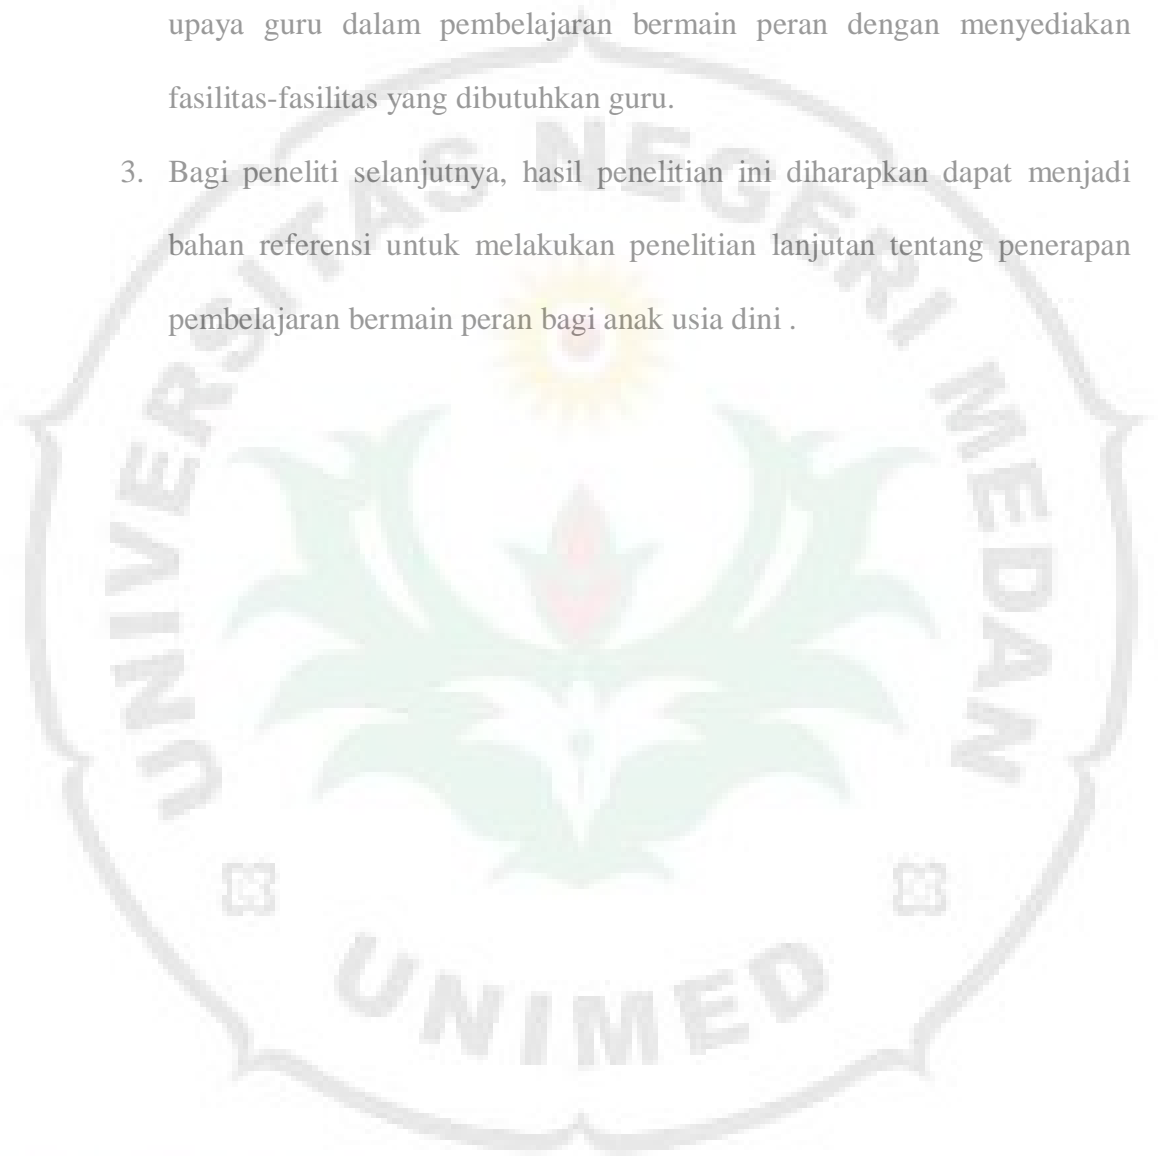 upaya guru dalam pembelajaran bermain peran dengan menyediakan
fasilitas-fasilitas yang dibutuhkan guru.
3. Bagi peneliti selanjutnya, hasil penelitian ini diharapkan dapat menjadi
bahan referensi untuk melakukan penelitian lanjutan tentang penerapan
pembelajaran bermain peran bagi anak usia dini .
UNIVERSITAS NEGERI MEDAN
UNIMED